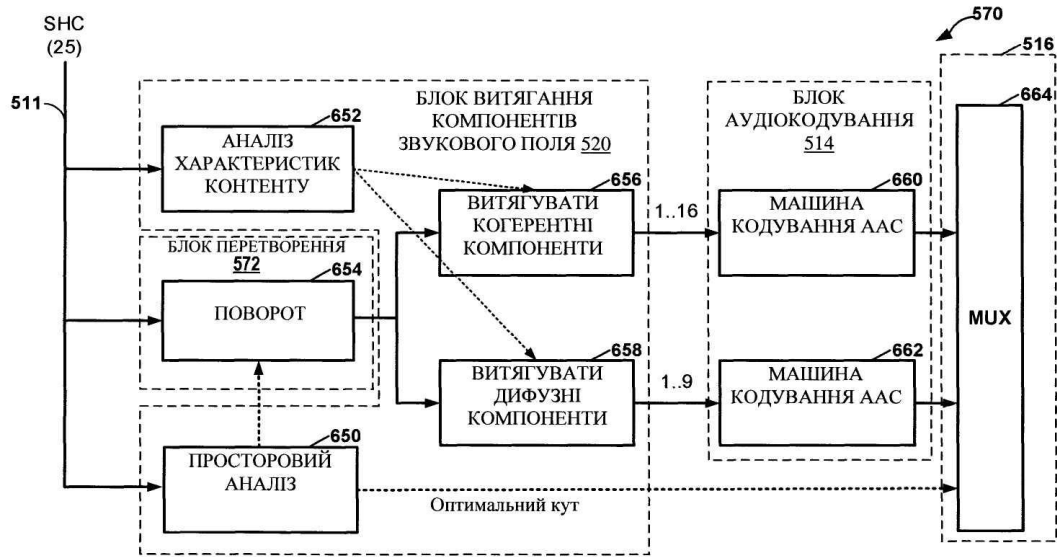 SHC
(25)
511
570
516
664
БЛОК ВИТЯГАННЯ
КОМПОНЕНТІВ
ЗВУКОВОГО ПОЛЯ 520
БЛОК
АУДІОКОДУВАННЯ
514
652
АНАЛІЗ
ХАРАКТЕРИСТИК
КОНТЕНТУ
656
ВИТЯГУВАТИ
КОГЕРЕНТНІ
КОМПОНЕНТИ
1..16
660
МАШИНА
КОДУВАННЯ ААС
БЛОК ПЕРЕТВОРЕННЯ
572
654
ПОВОРОТ
MUX
658
ВИТЯГУВАТИ
ДИФУЗНІ
КОМПОНЕНТИ
1..9
662
МАШИНА
КОДУВАННЯ ААС
650
ПРОСТОРОВИЙ
АНАЛІЗ
Оптимальний кут